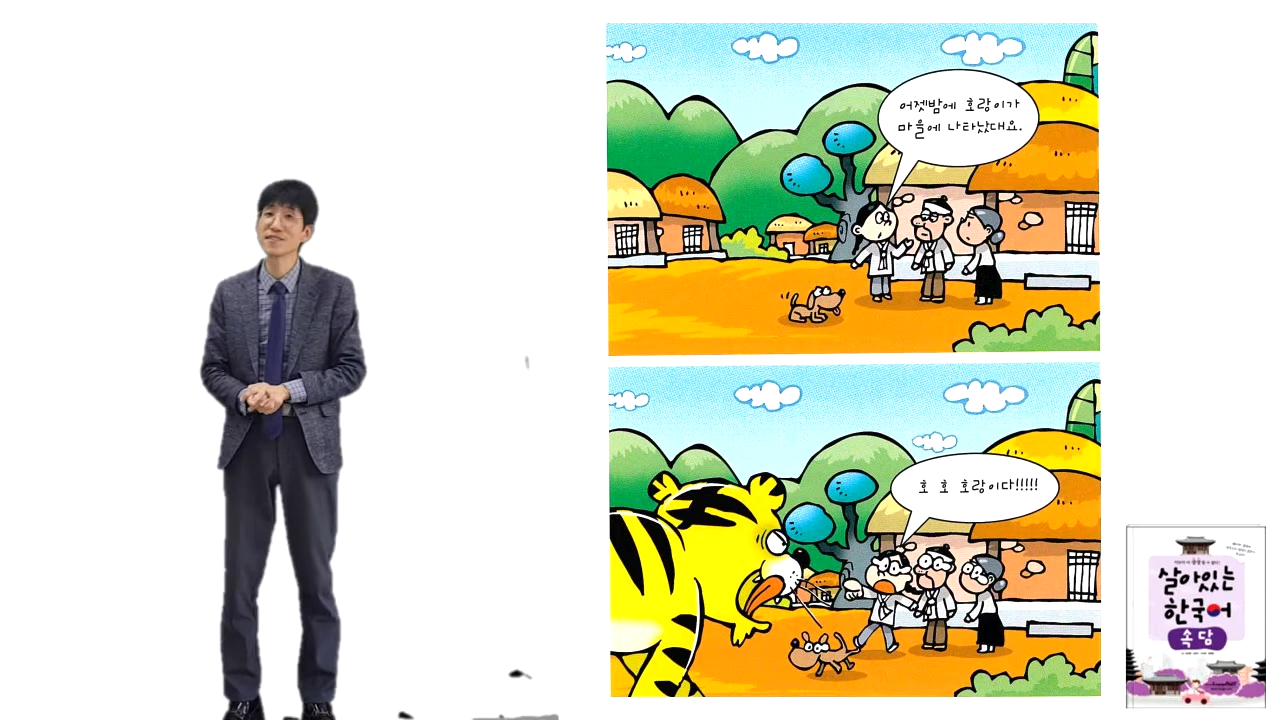 어젯밤에 호랑이가
마을에 나타났대요.
호 호 호랑이다!!!!!
살아있는
한국어
속담